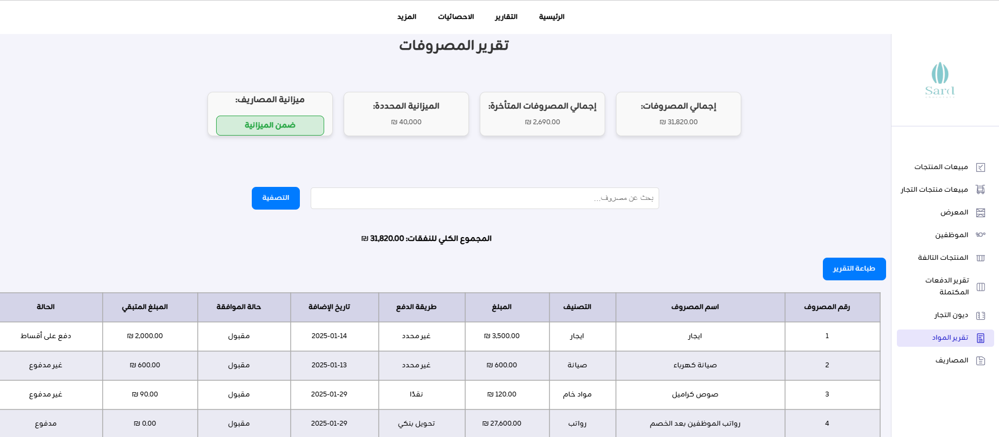 الرئيسية
التقارير
الاحصائيات
المزيد
Sard
تقرير المصروفات
إجمالي المصروفات:
31,820.00 ₪
إجمالي المصروفات المتأخرة:
2,690.00 ₪
الميزانية المحددة:
40,000 ₪
ميزانية المصاريف:
ضمن الميزانية
بحث عن مصروف...
التصفية
المجموع الكلي للنفقات: 31,820.00 ₪
طباعة التقرير
مبيعات المنتجات
مبيعات منتجات التجار
المعرض
الموظفين
المنتجات التالفة
تقرير الدفعات
المكتملة
ديون التجار
تقرير المواد
المصاريف
رقم المصروف اسم المصروف التصنيف المبلغ طريقة الدفع تاريخ الإضافة حالة الموافقة المبلغ المتبقي الحالة
1 ايجار ايجار 3,500.00 ₪ غير محدد 2025-01-14 مقبول 2,000.00 ₪ دفع على أقساط
2 صيانة كهرباء صيانة 600.00 ₪ غير محدد 2025-01-13 مقبول 600.00 ₪ غير مدفوع
3 صوص كراميل مواد خام 120.00 ₪ نقدًا 2025-01-29 مقبول 90.00 ₪ غير مدفوع
4 رواتب الموظفين بعد الخصم رواتب 27,600.00 ₪ تحويل بنكي 2025-01-29 مقبول 0.00 ₪ مدفوع